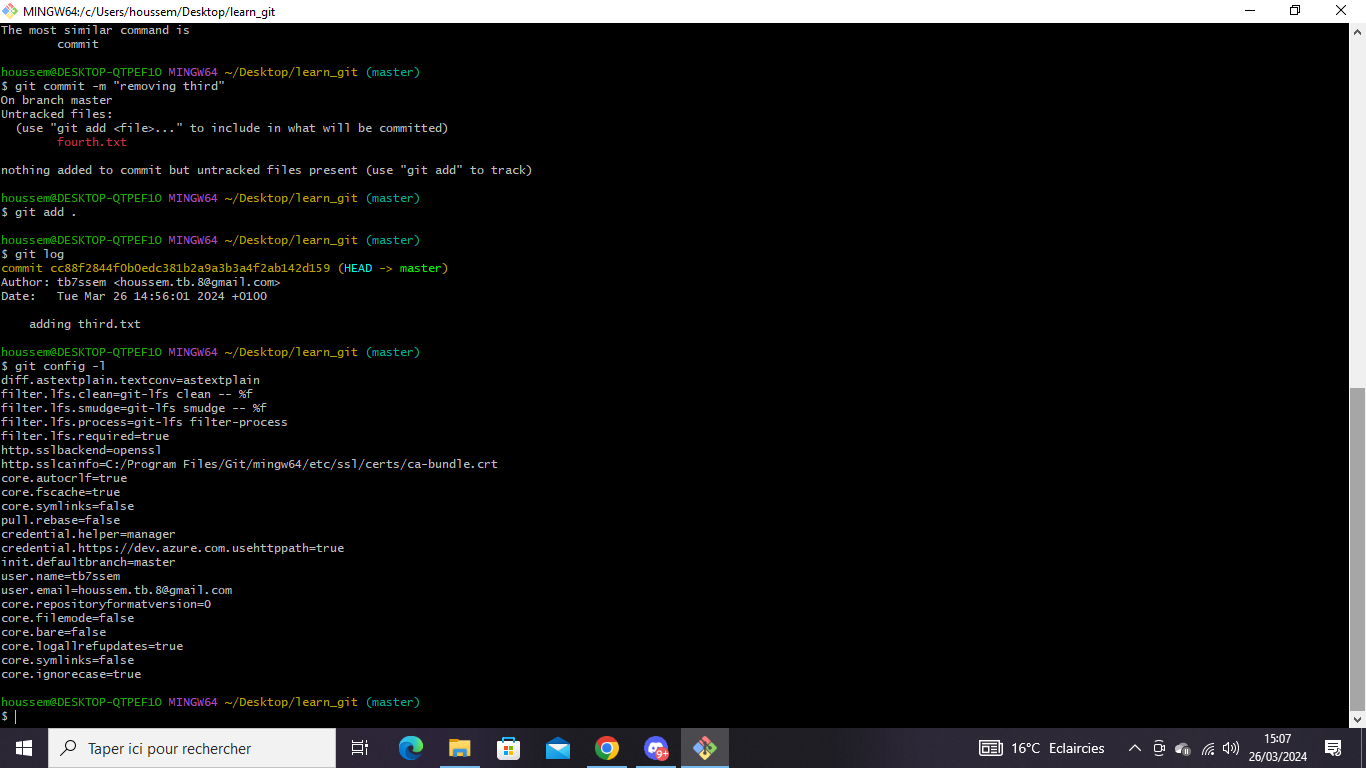 MINGW64:/c/Users/houssem/Desktop/learn_git
The most similar command is
        commit
houssem@DESKTOP-QTPEF1O MINGW64 ~/Desktop/learn_git (master)
$ git commit -m "removing third"
On branch master
Untracked files:
  (use "git add <file>..." to include in what will be committed)
        fourth.txt
nothing added to commit but untracked files present (use "git add" to track)
houssem@DESKTOP-QTPEF1O MINGW64 ~/Desktop/learn_git (master)
$ git add .
houssem@DESKTOP-QTPEF1O MINGW64 ~/Desktop/learn_git (master)
$ git log
commit cc88f2844f0b0edc381b2a9a3b3a4f2ab142d159 (HEAD -> master)
Author: tb7ssem <houssem.tb.8@gmail.com>
Date:   Tue Mar 26 14:56:01 2024 +0100
    adding third.txt
houssem@DESKTOP-QTPEF1O MINGW64 ~/Desktop/learn_git (master)
$ git config -l
diff.astextplain.textconv=astextplain
filter.lfs.clean=git-lfs clean -- %f
filter.lfs.smudge=git-lfs smudge -- %f
filter.lfs.process=git-lfs filter-process
filter.lfs.required=true
http.sslbackend=openssl
http.sslcainfo=C:/Program Files/Git/mingw64/etc/ssl/certs/ca-bundle.crt
core.autocrlf=true
core.fscache=true
core.symlinks=false
pull.rebase=false
credential.helper=manager
credential.https://dev.azure.com.usehttppath=true
init.defaultbranch=master
user.name=tb7ssem
user.email=houssem.tb.8@gmail.com
core.repositoryformatversion=0
core.filemode=false
core.bare=false
core.logallrefupdates=true
core.symlinks=false
core.ignorecase=true
houssem@DESKTOP-QTPEF1O MINGW64 ~/Desktop/learn_git (master)
$
Taper ici pour rechercher
9+
16°C Eclaircies
15:07
26/03/2024